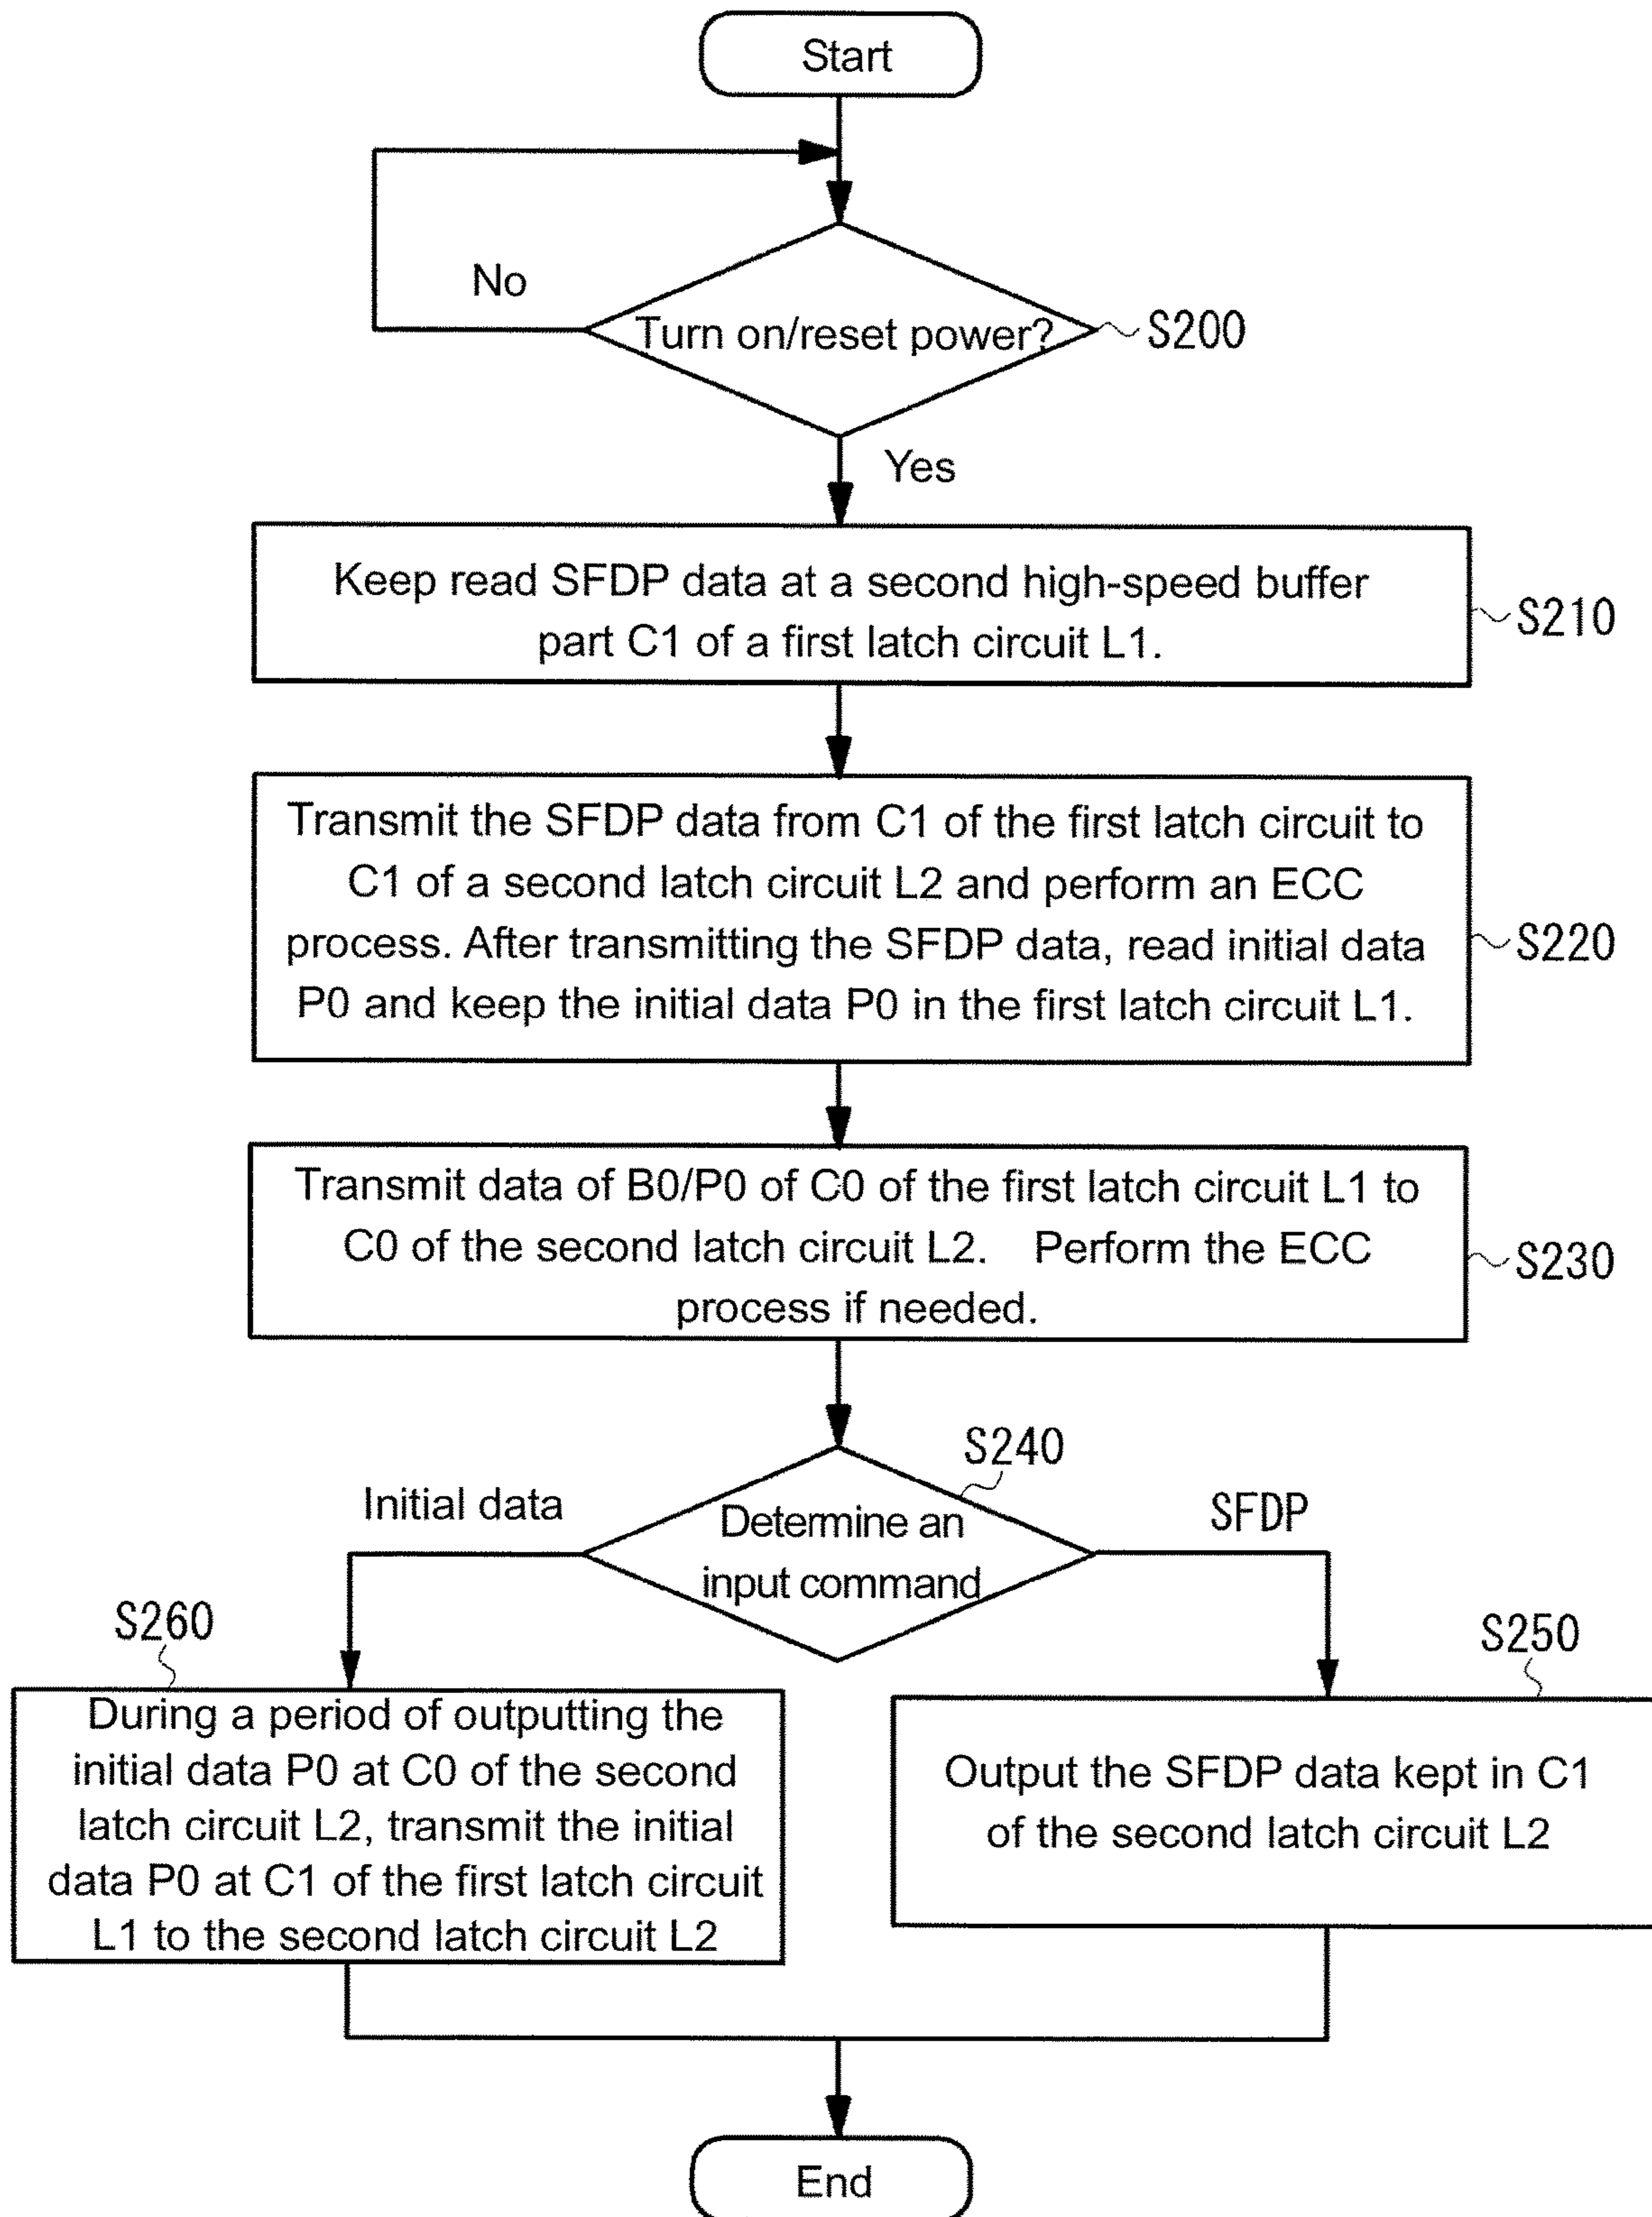 Start
No
Turn on/reset power?
S200
Yes
Keep read SFDP data at a second high-speed buffer
part C1 of a first latch circuit L1.
S210
Transmit the SFDP data from C1 of the first latch circuit to
C1 of a second latch circuit L2 and perform an ECC
process. After transmitting the SFDP data, read initial data
P0 and keep the initial data P0 in the first latch circuit L1.
S220
Transmit data of B0/P0 of C0 of the first latch circuit L1 to
C0 of the second latch circuit L2. Perform the ECC
process if needed.
S230
S240
Initial data
Determine an
input command
SFDP
S260
During a period of outputting the
initial data P0 at C0 of the second
latch circuit L2, transmit the initial
data P0 at C1 of the first latch circuit
L1 to the second latch circuit L2
S250
Output the SFDP data kept in C1
of the second latch circuit L2
End